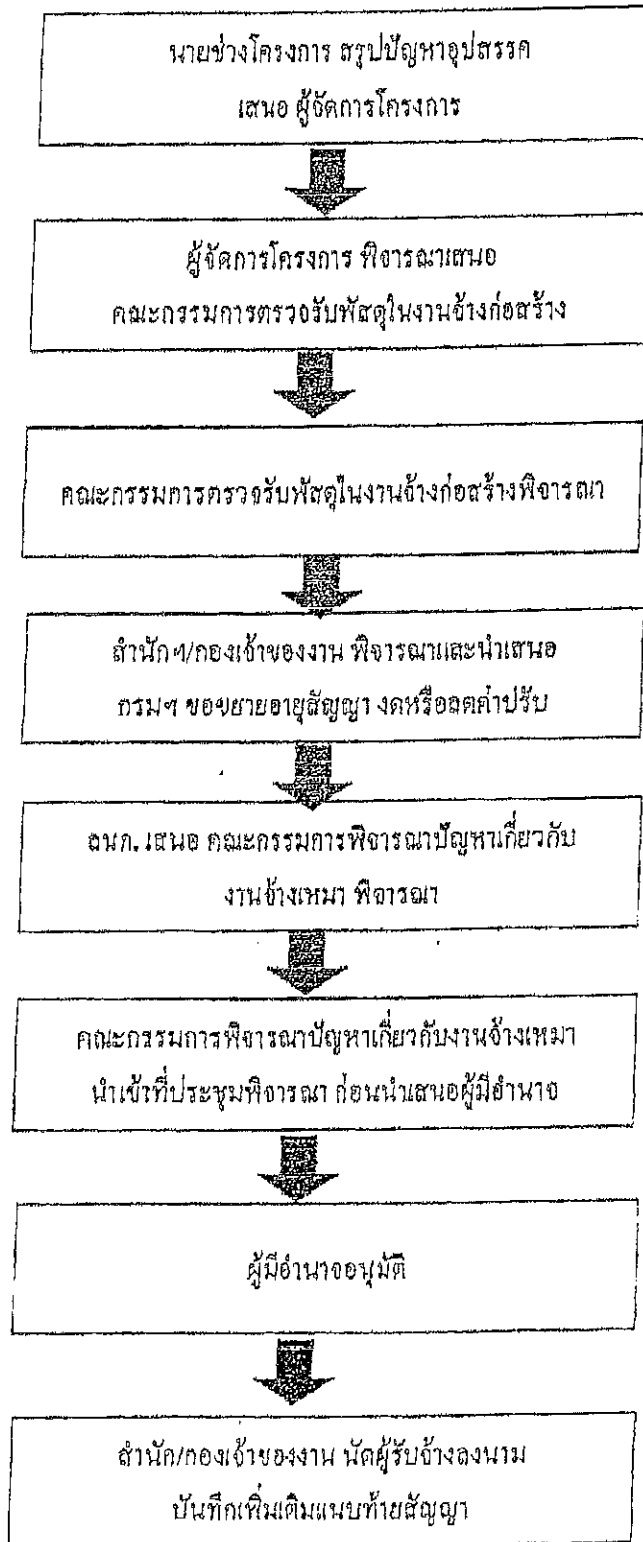 นายช่างโครงการ สรุปปัญหาอุปสรรค
เสนอ ผู้จัดการโครงการ
ผู้จัดการโครงการ พิจารณาเสนอ
คณะกรรมการตรวจรับพัสดุในงานจ้างก่อสร้าง
คณะกรรมการตรวจรับพัสดุในงานจ้างก่อสร้างพิจารณา
สำนักฯ/กองเจ้าของงาน พิจารณาและนำเสนอ
กรมฯ ขอขยายอายุสัญญา งดหรือลดค่าปรับ
เสนอ คณะกรรมการพิจารณาปัญหาเกี่ยวกับ
งานจ้างเหมา พิจารณา
คณะกรรมการพิจารณาปัญหาเกี่ยวกับงานจ้างเหมา
นำเข้าที่ประชุมพิจารณา ก่อนนำเสนอผู้มีอำนาจ
ผู้มีอำนาจอนุมัติ
สำนัก/กองเจ้าของงาน นัดผู้รับจ้างลงนาม
บันทึกเพิ่มเติมแนบท้ายสัญญา